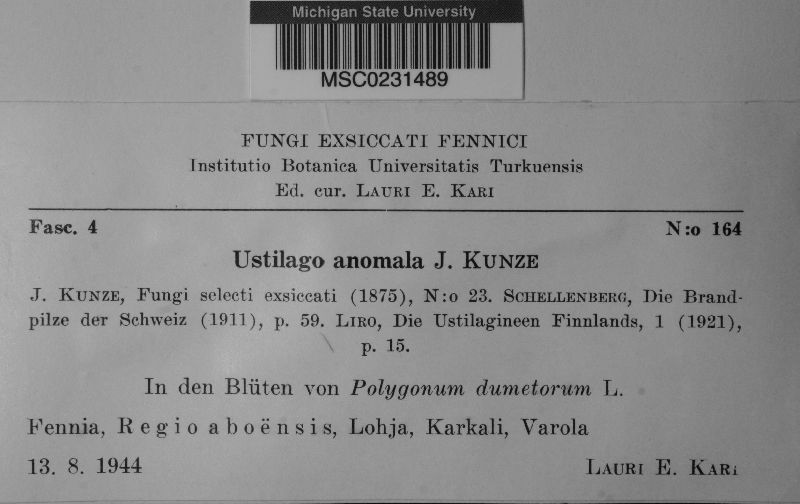 Michigan State University
MSC0231489
FUNGI EXSICCATI FENNICI
Institutio Botanica Universitatis Turkuensis
Ed. cur. LAURI E. KARI
Fasc. 4 N:o 164
Ustilago anomala J. KUNZE
J. KUNZE, Fungi selecti exsiccati (1875), N:o 23. SCHELLENBERG, Die Brand-
pilze der Schweiz (1911), p. 59. LIRO, Die Ustilagineen Finnlands, 1 (1921),
p. 15.
In den Blüten von Polygonum dumetorum L.
Fennia, Regio aboënsis, Lohja, Karkali, Varola
13. 8. 1944 LAURI E. KARI